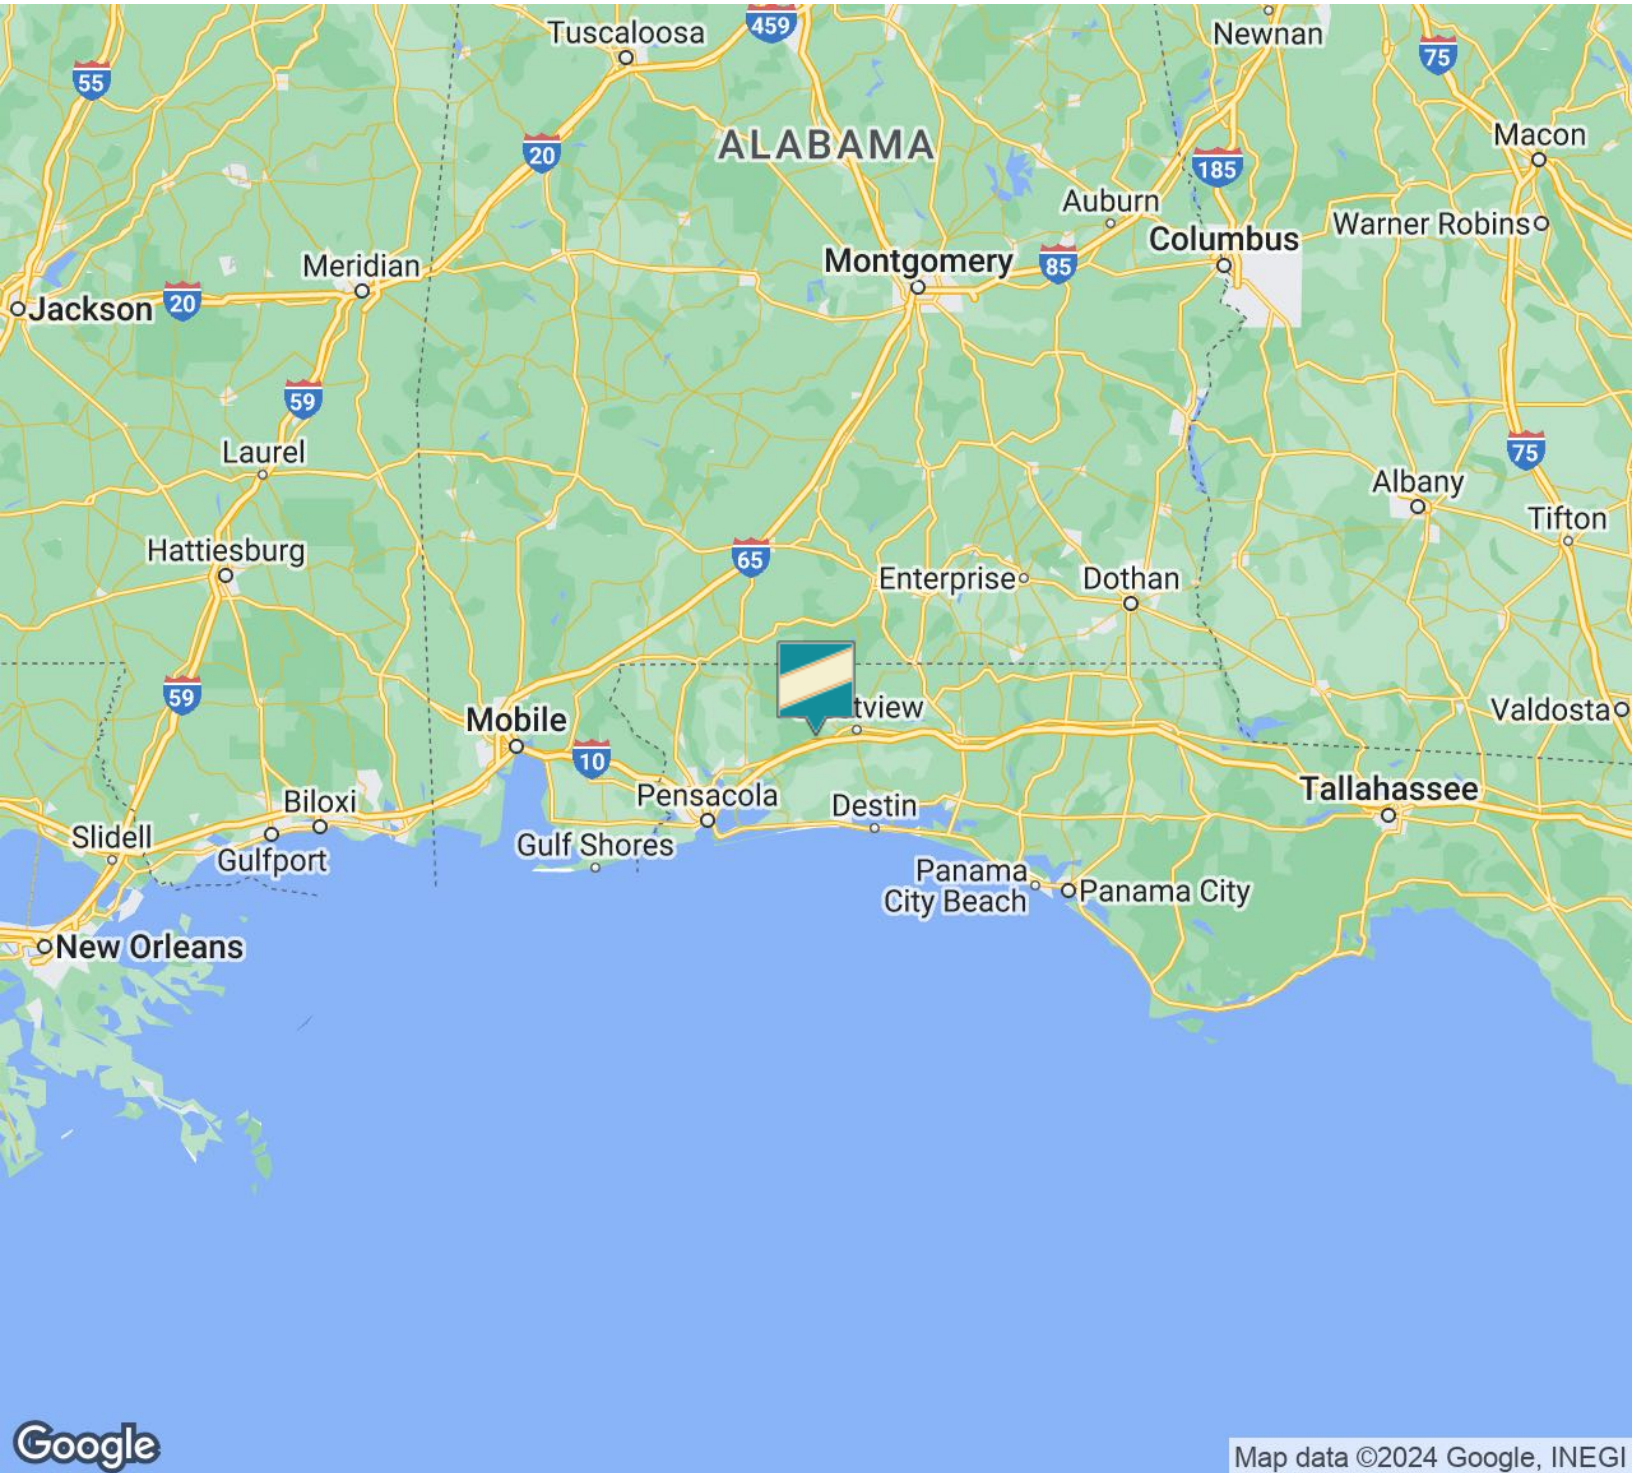 Tuscaloosa
459
Newnan
75
55
Macon
20
ALABAMA
185
Auburn
Warner Robins
Columbus
Montgomery
85
Meridian
20
Jackson
59
Laurel
75
Albany
Tifton
Hattiesburg
65
Enterprise
Dothan
59
tview
Valdosta
Mobile
10
Tallahassee
Pensacola
Destin
Biloxi
Slidell
Gulf Shores
Gulfport
Panama
City Beach
Panama City
New Orleans
Google
Map data ©2024 Google, INEGI